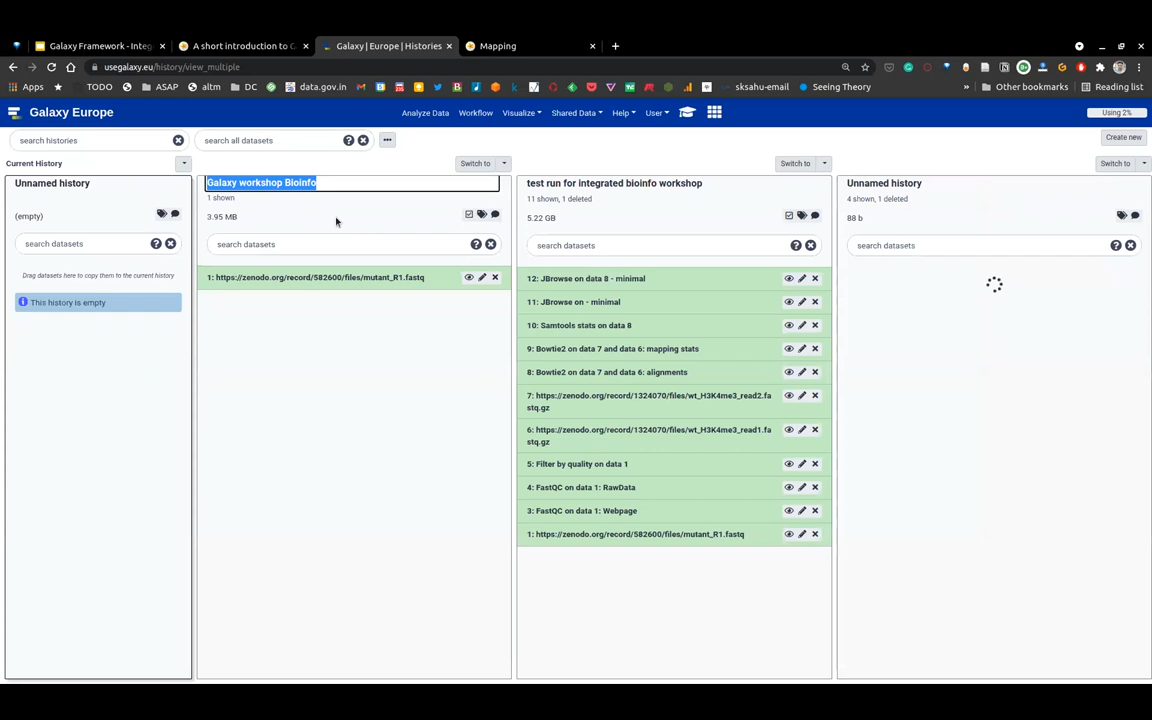 Galaxy Framework - Integ
A short introduction to G
Galaxy | Europe | Histories
Mapping
usegalaxy.eu/history/view_multiple
Apps
TODO
ASAP
altm
DC
data.gov.in
sksahu-email
Seeing Theory
Other bookmarks
Reading list
Galaxy Europe
Analyze Data
Workflow
Visualize
Shared Data
Help
User
Using 2%
search histories
search all datasets
Create new
Current History
Switch to
Switch to
Switch to
Unnamed history
(empty)
search datasets
Drag datasets here to copy them to the current history
This history is empty
Galaxy workshop Bioinfo
1 shown
3.95 MB
search datasets
1: https://zenodo.org/record/582600/files/mutant_R1.fastq
test run for integrated bioinfo workshop
11 shown, 1 deleted
5.22 GB
search datasets
12: JBrowse on data 8 - minimal
11: JBrowse on - minimal
10: Samtools stats on data 8
9: Bowtie2 on data 7 and data 6: mapping stats
8: Bowtie2 on data 7 and data 6: alignments
7: https://zenodo.org/record/1324070/files/wt_H3K4me3_read2.fa
stq.gz
6: https://zenodo.org/record/1324070/files/wt_H3K4me3_read1.fa
stq.gz
5: Filter by quality on data 1
4: FastQC on data 1: RawData
3: FastQC on data 1: Webpage
1: https://zenodo.org/record/582600/files/mutant_R1.fastq
Unnamed history
4 shown, 1 deleted
88 b
search datasets